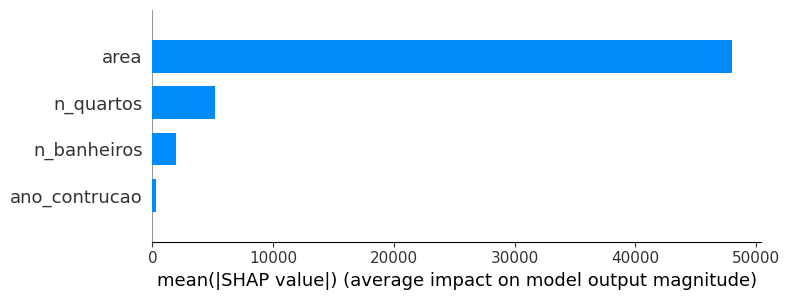 area
n_quartos
n_banheiros
ano_contrucao
0 10000 20000 30000 40000 50000
mean(|SHAP value|) (average impact on model output magnitude)